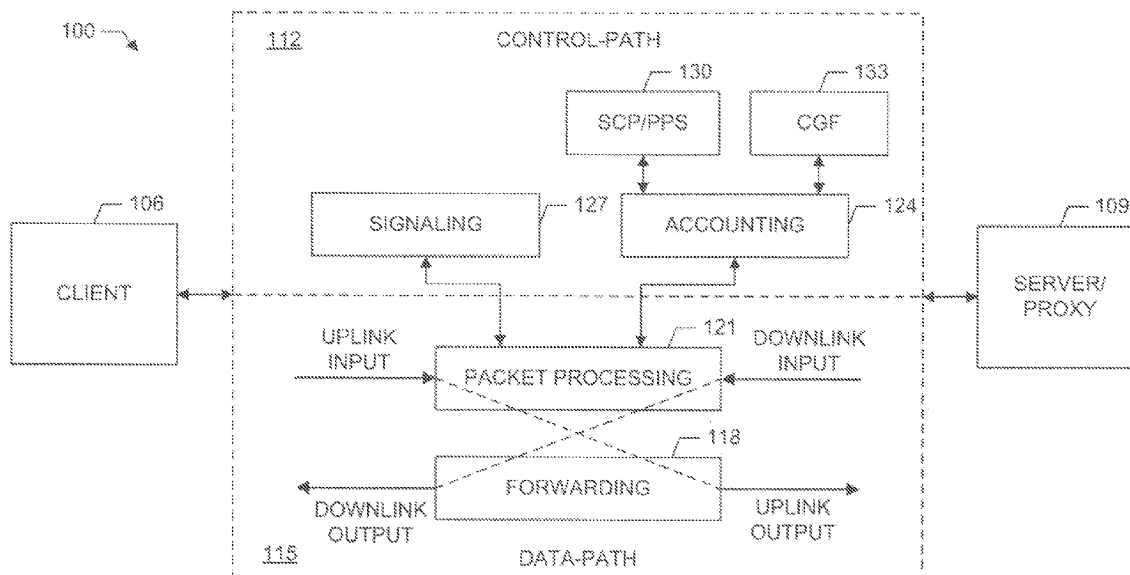 100
112
CONTROL-PATH
130
133
SCP/PPS
CGF
106
127
124
109
SIGNALING
ACCOUNTING
CLIENT
SERVER/
PROXY
UPLINK
INPUT
121
DOWNLINK
INPUT
PACKET PROCESSING
118
FORWARDING
DOWNLINK
OUTPUT
UPLINK
OUTPUT
115
DATA-PATH